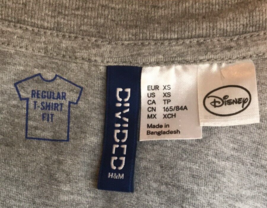 REGULAR
T-SHIRT
FIT
DIVIDED
H&M
EUR XS
US XS
CA TP
CN 165/84A
MX XCH
Made in
Bangladesh
Disney